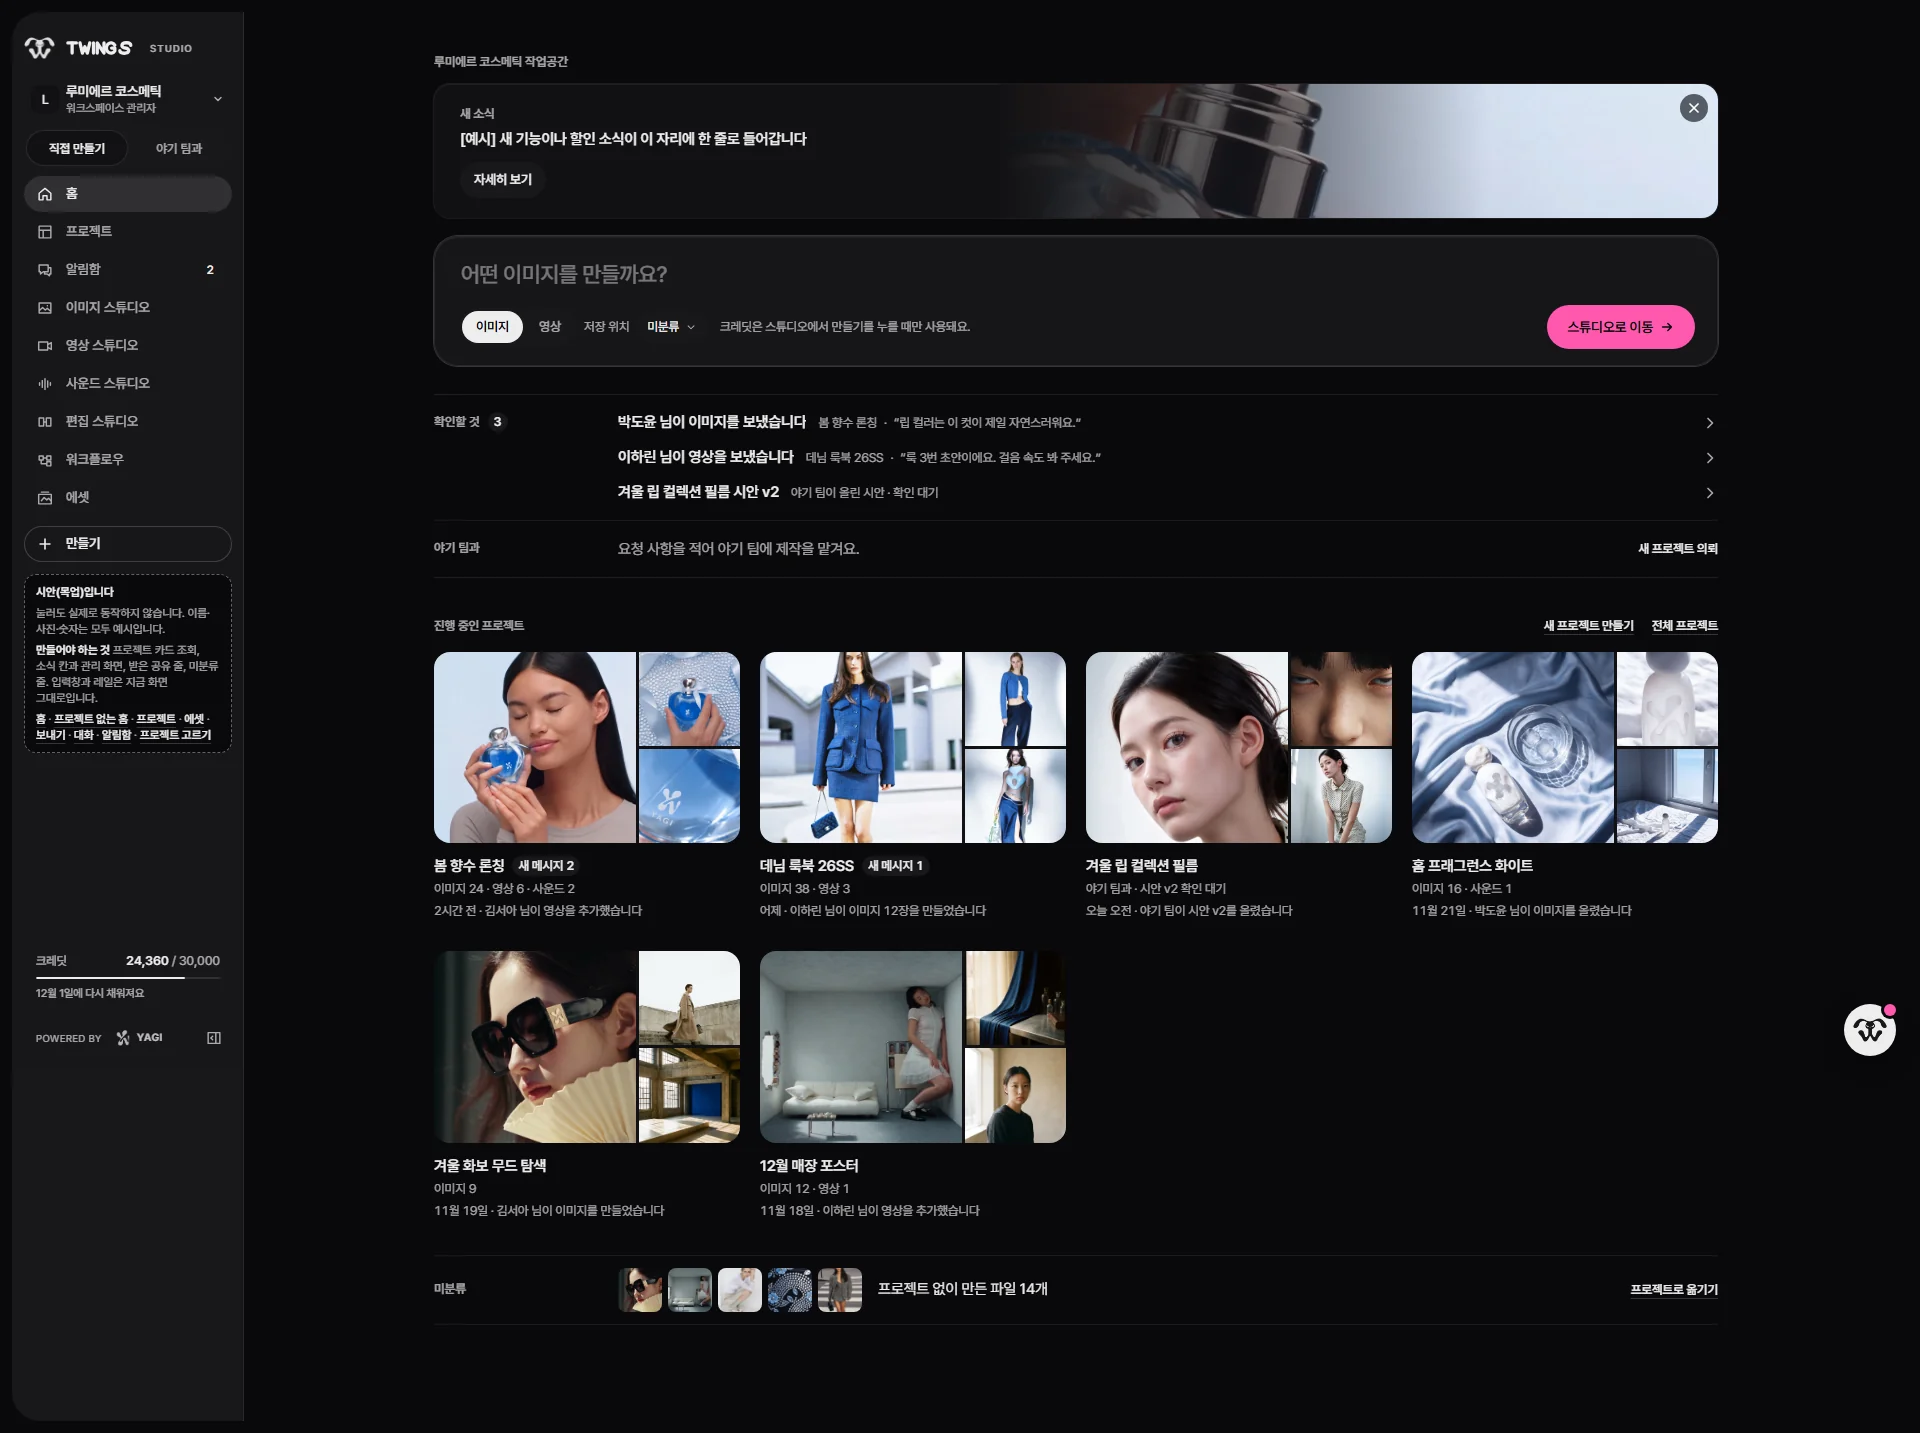 TWINGS STUDIO
L 루미에르 코스메틱
워크스페이스 관리자
직접 만들기 야기 팀과
홈
프로젝트
알림함 2
이미지 스튜디오
영상 스튜디오
사운드 스튜디오
편집 스튜디오
워크플로우
에셋
만들기
시안(목업)입니다
눌러도 실제로 동작하지 않습니다. 이름·
사진·숫자는 모두 예시입니다.
만들어야 하는 것 프로젝트 카드 조회,
소식 칸과 관리 화면, 받은 공유 줄, 미분류
줄. 입력창과 레일은 지금 화면
그대로입니다.
홈 · 프로젝트 없는 홈 · 프로젝트 · 에셋 ·
보내기 · 대화 · 알림함 · 프로젝트 고르기
크레딧 24,360 / 30,000
12월 1일에 다시 채워져요
POWERED BY YAGI
루미에르 코스메틱 작업공간
새 소식
[예시] 새 기능이나 할인 소식이 이 자리에 한 줄로 들어갑니다
자세히 보기
어떤 이미지를 만들까요?
이미지 영상 저장 위치 미분류 크레딧은 스튜디오에서 만들기를 누를 때만 사용돼요. 스튜디오로 이동 →
확인할 것 3
박도윤 님이 이미지를 보냈습니다 봄 향수 론칭 · “립 컬러는 이 컷이 제일 자연스러워요.”
이하린 님이 영상을 보냈습니다 데님 룩북 26SS · “룩 3번 초안이에요. 걸음 속도 봐 주세요.”
겨울 립 컬렉션 필름 시안 v2 야기 팀이 올린 시안 · 확인 대기
야기 팀과 요청 사항을 적어 야기 팀에 제작을 맡겨요. 새 프로젝트 의뢰
진행 중인 프로젝트 새 프로젝트 만들기 전체 프로젝트
YAGI
봄 향수 론칭 새 메시지 2
이미지 24 · 영상 6 · 사운드 2
2시간 전 · 김서아 님이 영상을 추가했습니다
데님 룩북 26SS 새 메시지 1
이미지 38 · 영상 3
어제 · 이하린 님이 이미지 12장을 만들었습니다
겨울 립 컬렉션 필름
야기 팀과 · 시안 v2 확인 대기
오늘 오전 · 야기 팀이 시안 v2를 올렸습니다
홈 프래그런스 화이트
이미지 16 · 사운드 1
11월 21일 · 박도윤 님이 이미지를 올렸습니다
겨울 화보 무드 탐색
이미지 9
11월 19일 · 김서아 님이 이미지를 만들었습니다
12월 매장 포스터
이미지 12 · 영상 1
11월 18일 · 이하린 님이 영상을 추가했습니다
미분류 프로젝트 없이 만든 파일 14개 프로젝트로 옮기기